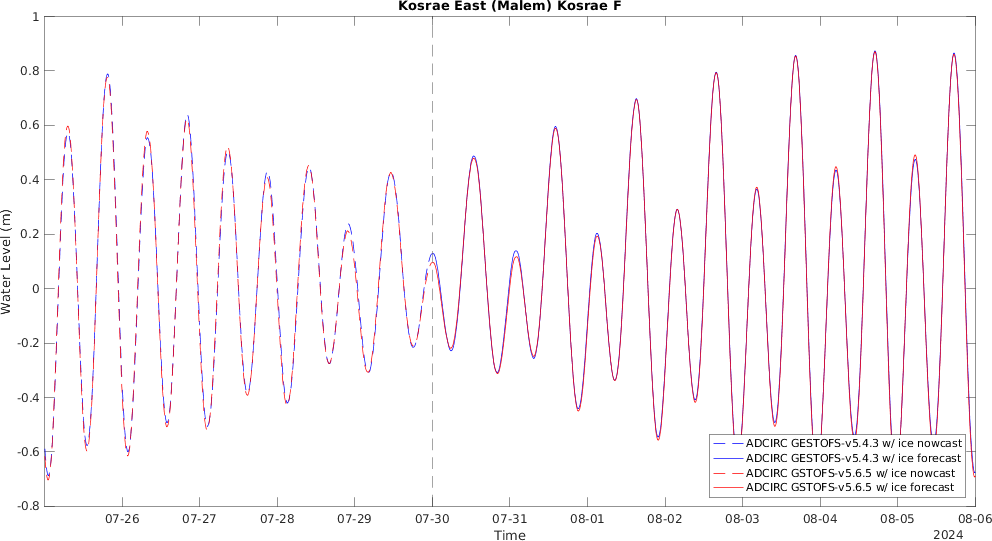 Kosrae East (Malem) Kosrae F
1
0.8
0.6
0.4
0.2
0
-0.2
-0.4
-0.6
-0.8
Water Level (m)
ADCIRC GESTOFS-v5.4.3 w/ ice nowcast
ADCIRC GESTOFS-v5.4.3 w/ ice forecast
ADCIRC GSTOFS-v5.6.5 w/ ice nowcast
ADCIRC GSTOFS-v5.6.5 w/ ice forecast
07-26 07-27 07-28 07-29 07-30 07-31 08-01 08-02 08-03 08-04 08-05 08-06
Time
2024